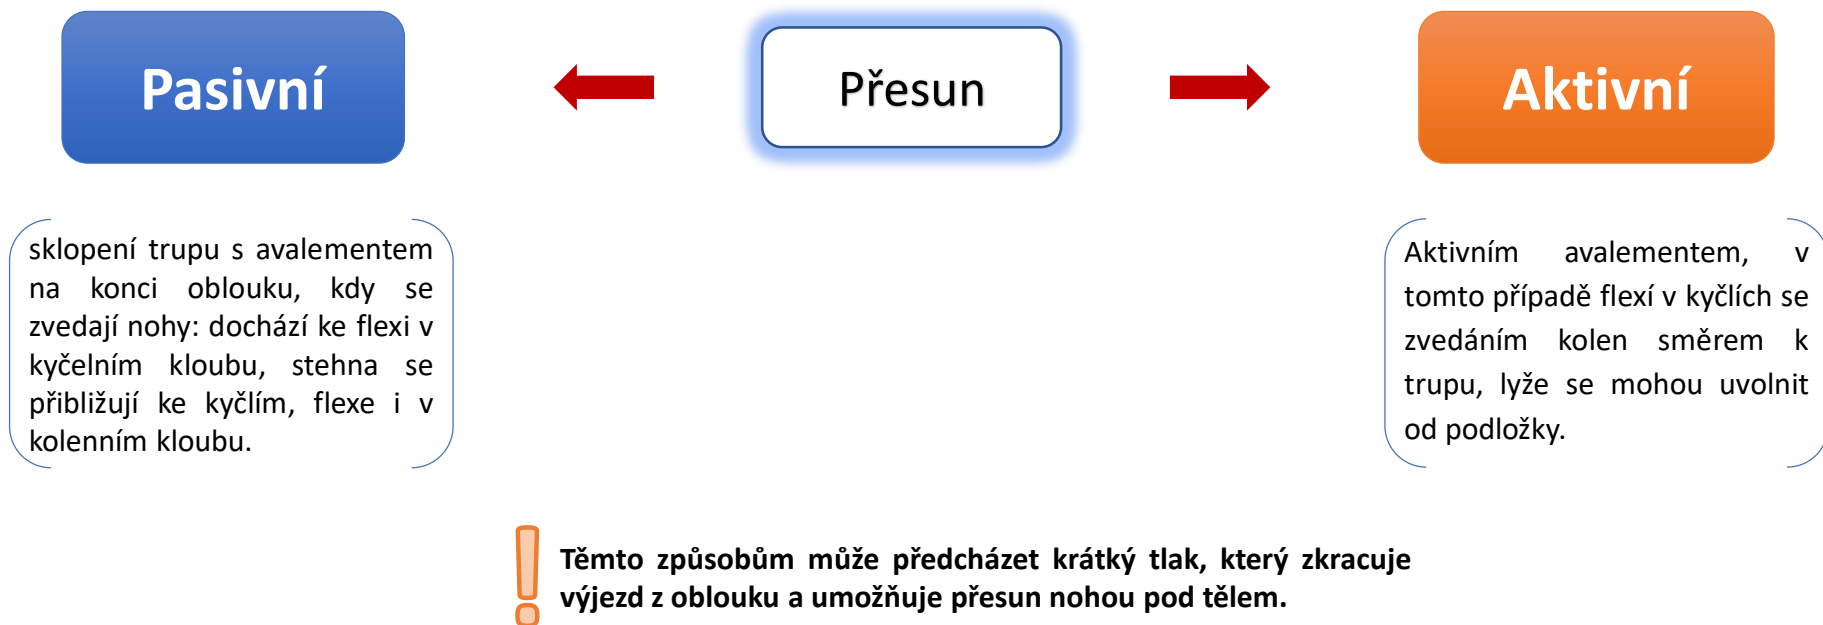 Pasivní
Přesun
Aktivní
sklopení trupu s avalementem
na konci oblouku, kdy se
zvedají nohy: dochází ke flexi v
kyčelním kloubu, stehna se
přibližují ke kyčlím, flexe i v
kolenním kloubu.
Aktivním avalementem, v
tomto případě flexí v kyčlích se
zvedáním kolen směrem k
trupu, lyže se mohou uvolnit
od podložky.
Těmto způsobům může předcházet krátký tlak, který zkracuje
výjezd z oblouku a umožňuje přesun nohou pod tělem.